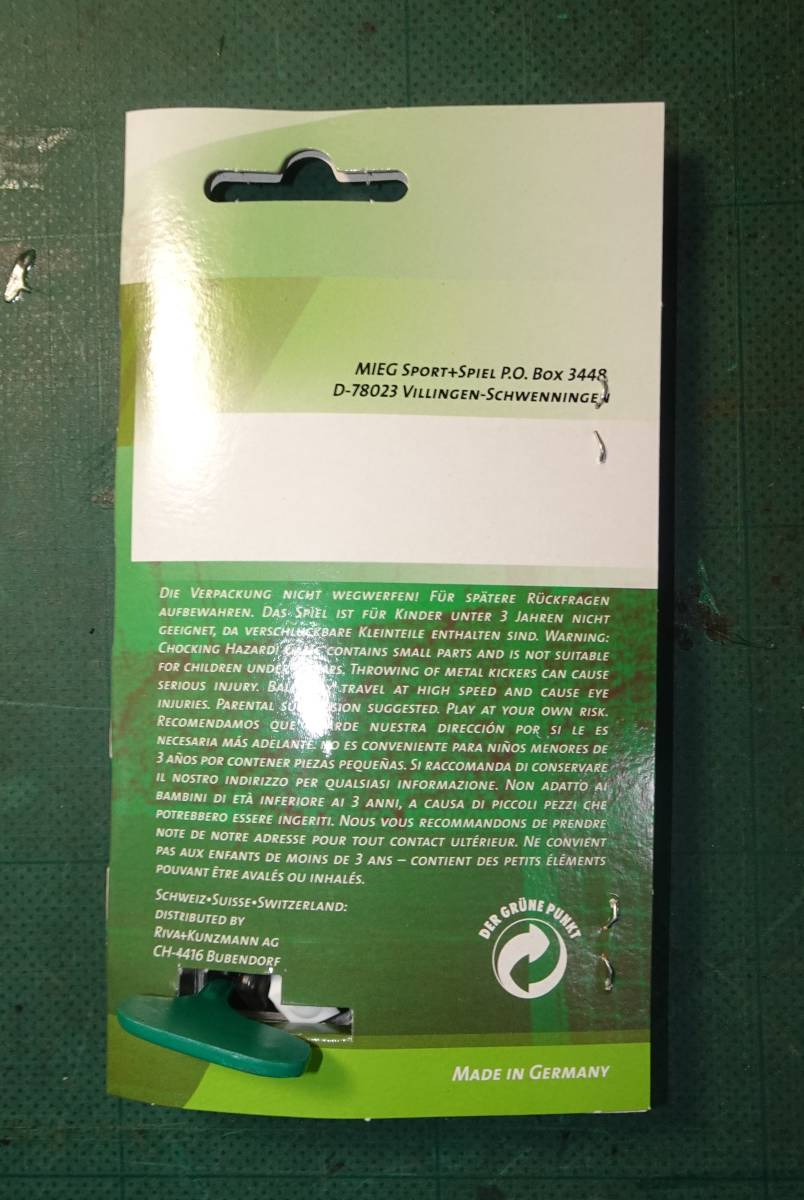 MIEG SPORT+SPIEL P.O. BOX 3448
D-78023 VILLINGEN-SCHWENNINGEN
DIE VERPACKUNG NICHT WEGWERFEN! FÜR SPÄTERE RÜCKFRAGEN
AUFBEWAHREN. DAS SPIEL IST FÜR KINDER UNTER 3 JAHREN NICHT
GEEIGNET, DA VERSCHLUCKBARE KLEINTEILE ENTHALTEN SIND. WARNING:
CHOCKING HAZARD! CONTAINS SMALL PARTS AND IS NOT SUITABLE
FOR CHILDREN UNDER THROWING OF METAL KICKERS CAN CAUSE
SERIOUS INJURY. TRAVEL AT HIGH SPEED AND CAUSE EYE
INJURIES. PARENTAL SUPERVISION SUGGESTED. PLAY AT YOUR OWN RISK.
RECOMENDAMOS QUE GUARDE NUESTRA DIRECCIÓN POR SI LE ES
NECESARIA MÁS ADELANTE. NO ES CONVENIENTE PARA NIÑOS MENORES DE
3 AÑOS POR CONTENER PIEZAS PEQUEÑAS. SI RACCOMANDA DI CONSERVARE
IL NOSTRO INDIRIZZO PER QUALSIASI INFORMAZIONE. NON ADATTO AI
BAMBINI DI ETÀ INFERIORE AI 3 ANNI, A CAUSA DI PICCOLI PEZZI CHE
POTREBBERO ESSERE INGERITI. NOUS VOUS RECOMMANDONS DE PRENDRE
NOTE DE NOTRE ADRESSE POUR TOUT CONTACT ULTÉRIEUR. NE CONVIENT
PAS AUX ENFANTS DE MOINS DE 3 ANS – CONTIENT DES PETITS ÉLÉMENTS
POUVANT ÊTRE AVALÉS OU INHALÉS.
SCHWEIZ•SUISSE•SWITZERLAND:
DISTRIBUTED BY
RIVA+KUNZMANN AG
CH-4416 BUBENDORF
DER GRÜNE PUNKT
MADE IN GERMANY